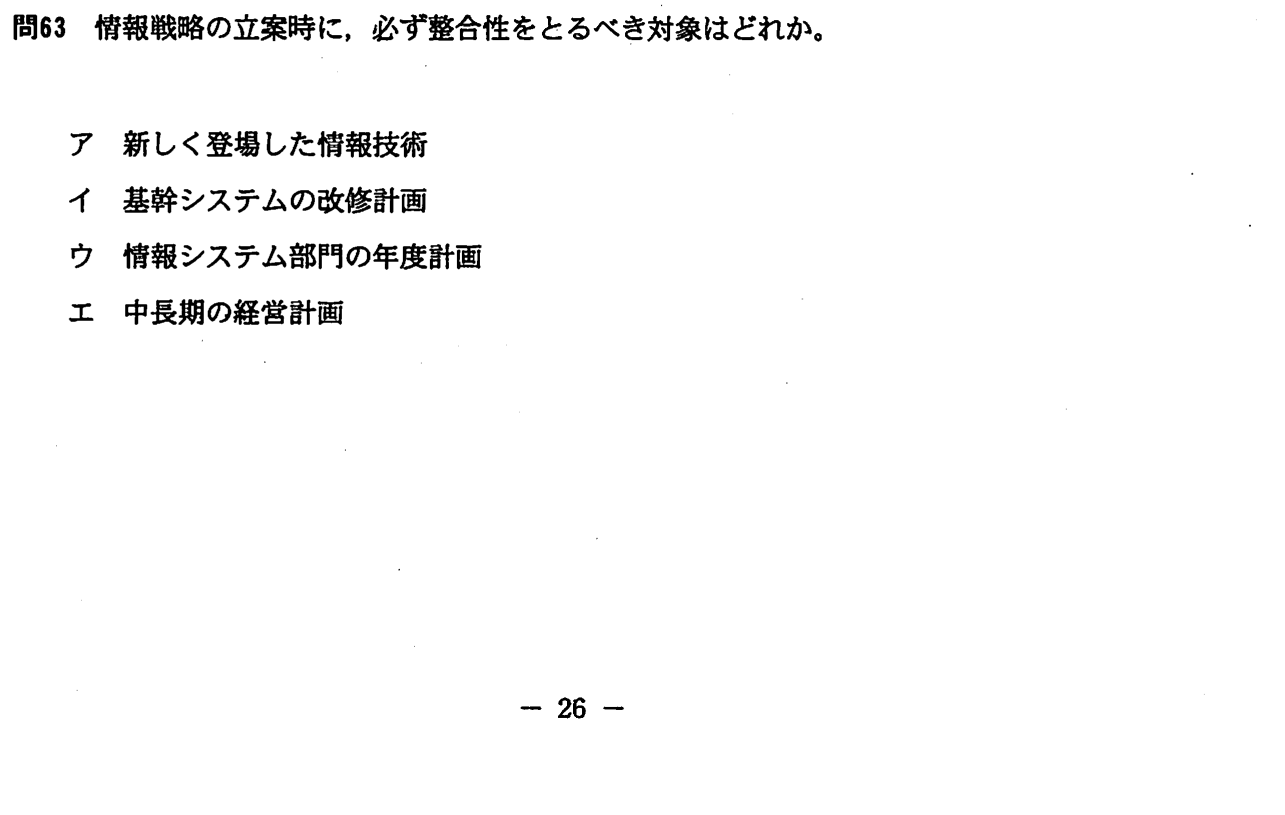 問63　情報戦略の立案時に，必ず整合性をとるべき対象はどれか。
ア　新しく登場した情報技術
イ　基幹システムの改修計画
ウ　情報システム部門の年度計画
エ　中長期の経営計画
－ 26 －